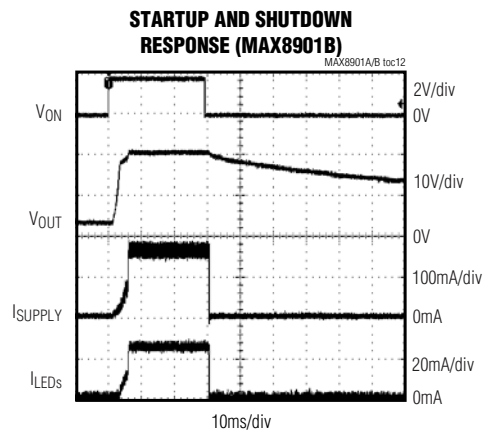 STARTUP AND SHUTDOWN
RESPONSE (MAX8901B)
MAX8901A/B toc12
VON
2V/div
0V
10V/div
VOUT
0V
100mA/div
ISUPPLY
0mA
20mA/div
ILEDs
0mA
10ms/div